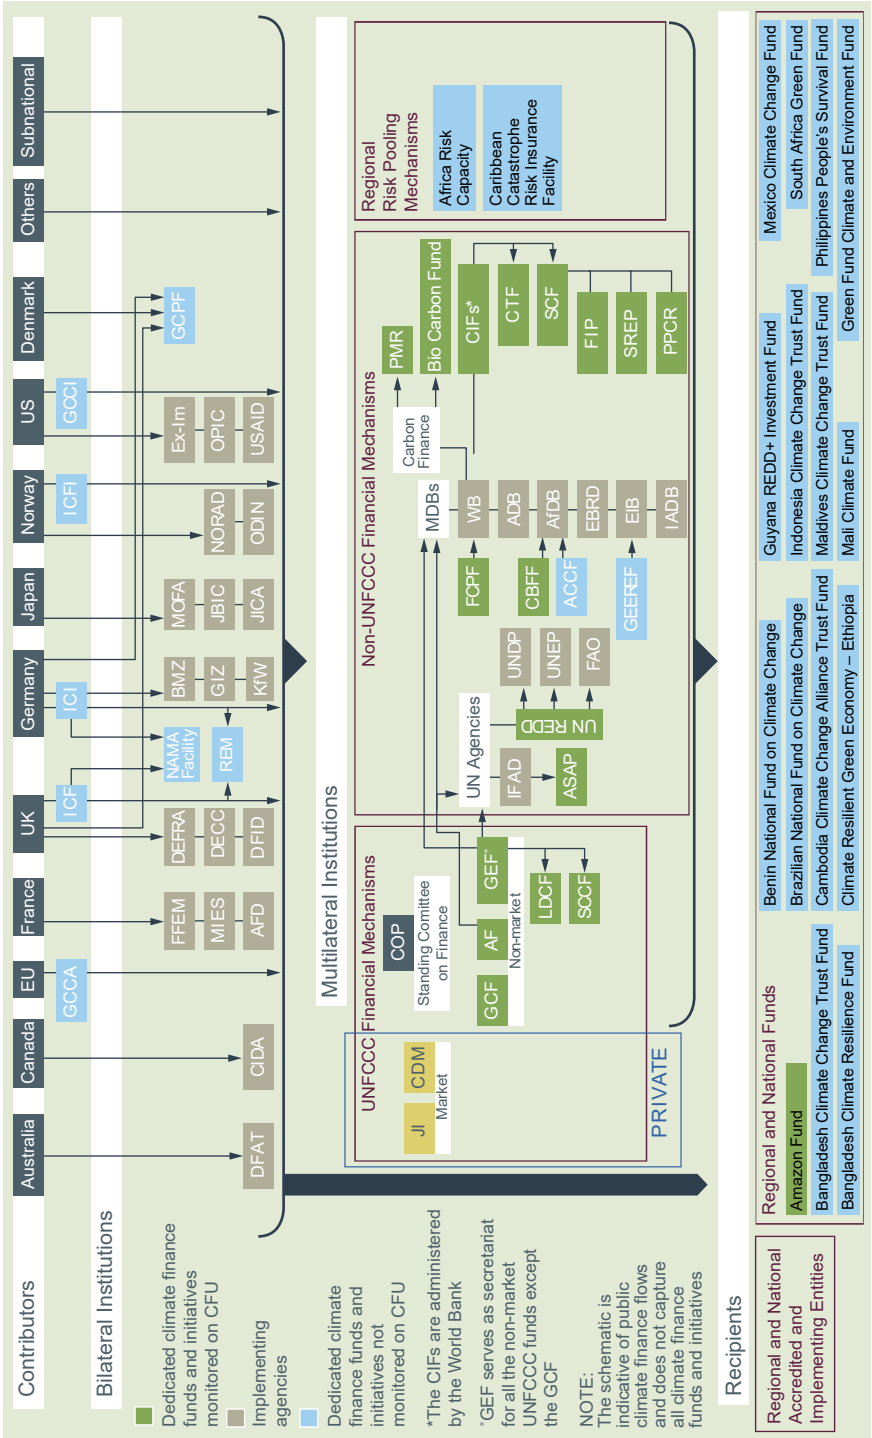 Contributors
Australia
Canada
EU
France
UK
Germany
Japan
Norway
US
Denmark
Others
Subnational
Bilateral Institutions
GCCA
ICF
ICI
ICFI
GCCI
Dedicated climate finance
funds and initiatives
monitored on CFU
Implementing
agencies
Dedicated climate
finance funds and
initiatives not
monitored on CFU
*The CIFs are administered
by the World Bank
°GEF serves as secretariat
for all the non-market
UNFCCC funds except
the GCF
NOTE:
The schematic is
indicative of public
climate finance flows
and does not capture
all climate finance
funds and initiatives
DFAT
CIDA
FFEM
MIES
AFD
DEFRA
DECC
DFID
NAMA
Facility
REM
BMZ
GIZ
KfW
MOFA
JBIC
JICA
NORAD
ODIN
Ex-Im
OPIC
USAID
GCPF
Multilateral Institutions
UNFCCC Financial Mechanisms
JI
CDM
Market
PRIVATE
COP
Standing Comittee
on Finance
GCF
AF
GEF°
Non-market
LDCF
SCCF
Non-UNFCCC Financial Mechanisms
UN Agencies
IFAD
ASAP
UN REDD
UNDP
UNEP
FAO
MDBs
WB
ADB
AfDB
EBRD
EIB
IADB
FCPF
CBFF
ACCF
GEEREF
Carbon
Finance
PMR
Bio Carbon Fund
CIFs*
CTF
SCF
FIP
SREP
PPCR
Regional
Risk Pooling
Mechanisms
Africa Risk
Capacity
Caribbean
Catastrophe
Risk Insurance
Facility
Recipients
Regional and National
Accredited and
Implementing Entities
Regional and National Funds
Amazon Fund
Bangladesh Climate Change Trust Fund
Bangladesh Climate Resilience Fund
Benin National Fund on Climate Change
Brazilian National Fund on Climate Change
Cambodia Climate Change Alliance Trust Fund
Climate Resilient Green Economy – Ethiopia
Guyana REDD+ Investment Fund
Indonesia Climate Change Trust Fund
Maldives Climate Change Trust Fund
Mali Climate Fund
Mexico Climate Change Fund
South Africa Green Fund
Philippines People's Survival Fund
Green Fund Climate and Environment Fund